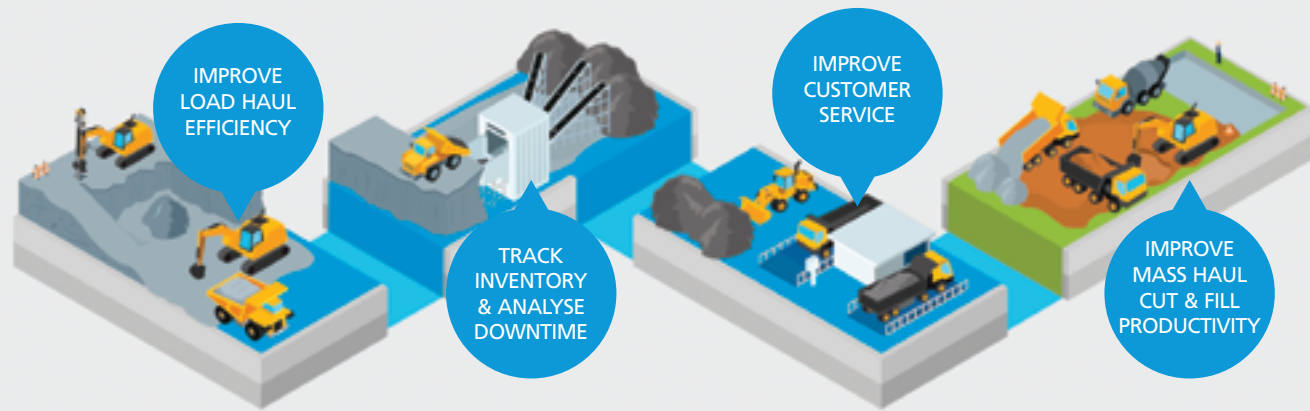 IMPROVE
LOAD HAUL
EFFICIENCY
TRACK
INVENTORY
& ANALYSE
DOWNTIME
IMPROVE
CUSTOMER
SERVICE
IMPROVE
MASS HAUL
CUT & FILL
PRODUCTIVITY